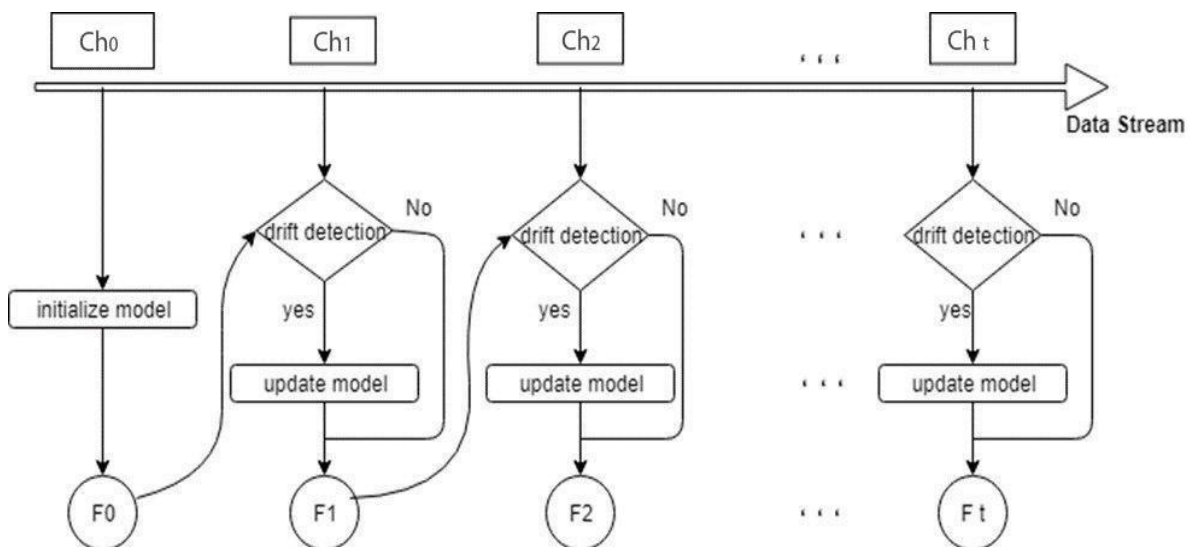 Ch0 Ch1 Ch2 ‘ ‘ ‘ Ch t
Data Stream
No No No
drift detection drift detection ‘ ‘ ‘ drift detection
initialize model yes yes yes
update model update model ‘ ‘ ‘ update model
F0 F1 F2 ‘ ‘ ‘ F t